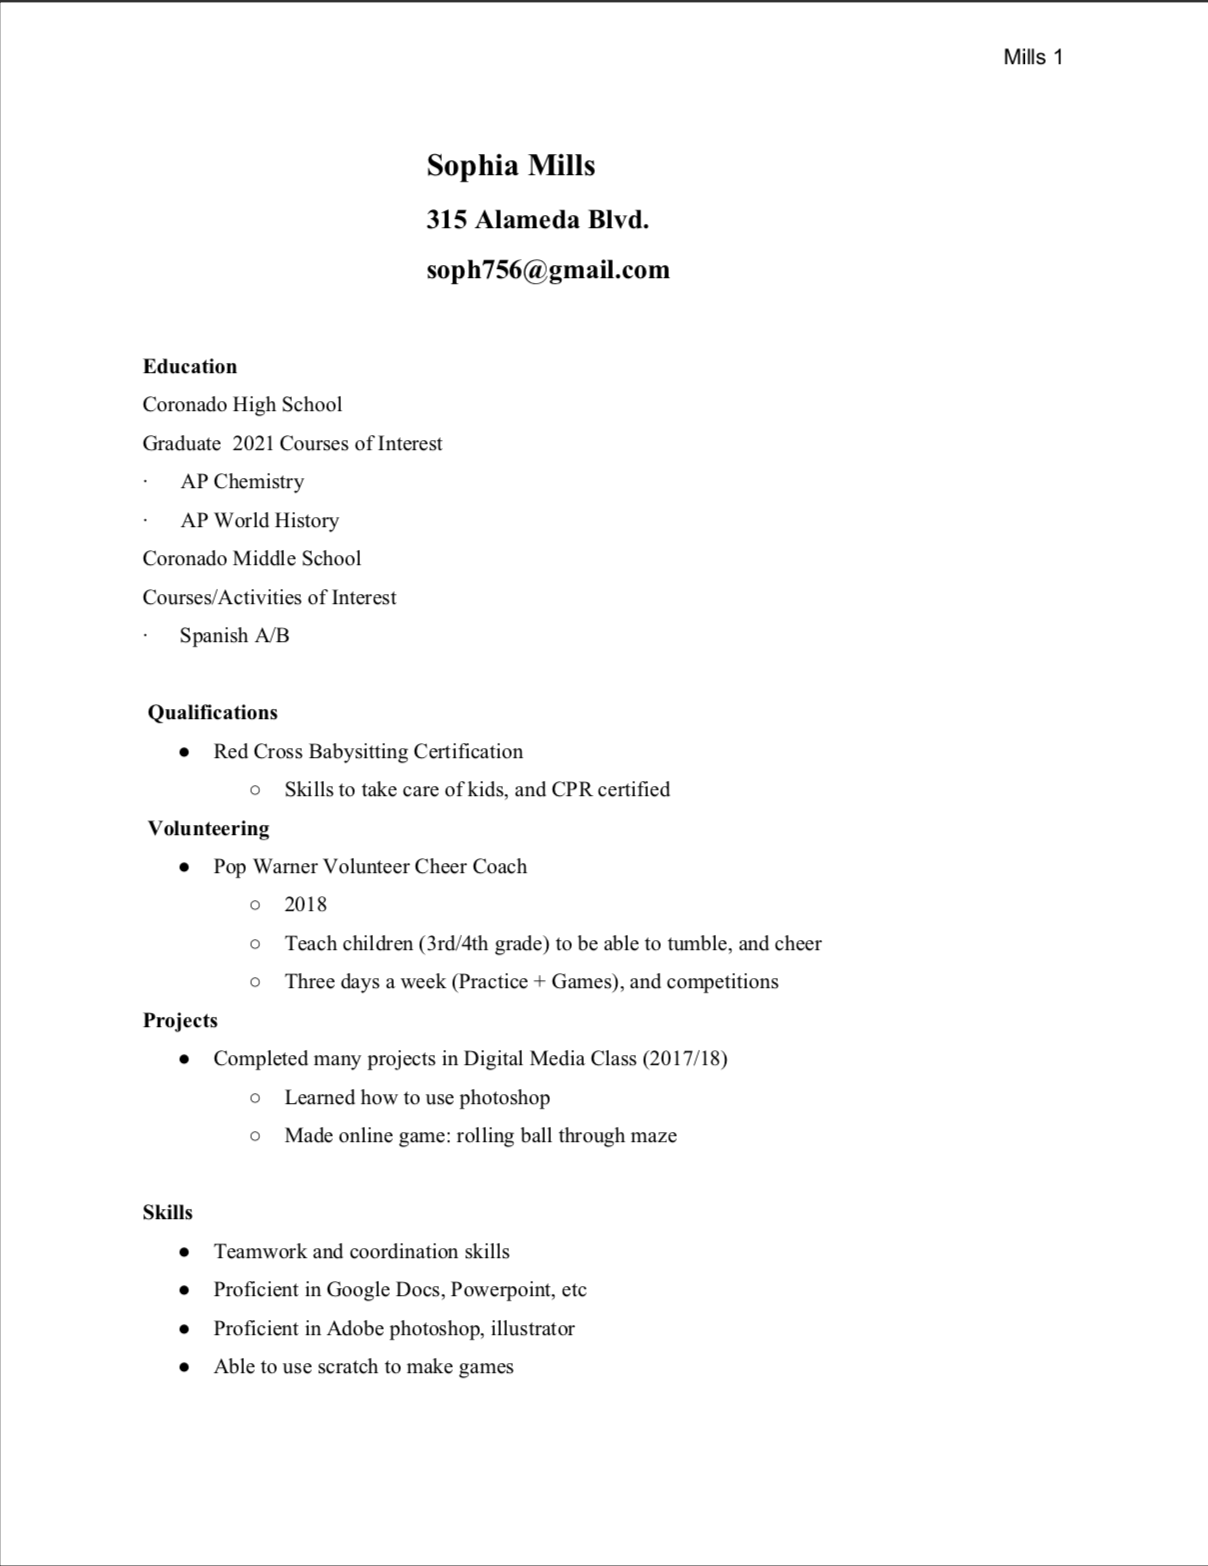 Mills 1
Sophia Mills
315 Alameda Blvd.
soph756@gmail.com
Education
Coronado High School
Graduate  2021 Courses of Interest
·     AP Chemistry
·     AP World History
Coronado Middle School
Courses/Activities of Interest
·     Spanish A/B
Qualifications
● Red Cross Babysitting Certification
○ Skills to take care of kids, and CPR certified
Volunteering
● Pop Warner Volunteer Cheer Coach
○ 2018
○ Teach children (3rd/4th grade) to be able to tumble, and cheer
○ Three days a week (Practice + Games), and competitions
Projects
● Completed many projects in Digital Media Class (2017/18)
○ Learned how to use photoshop
○ Made online game: rolling ball through maze
Skills
● Teamwork and coordination skills
● Proficient in Google Docs, Powerpoint, etc
● Proficient in Adobe photoshop, illustrator
● Able to use scratch to make games